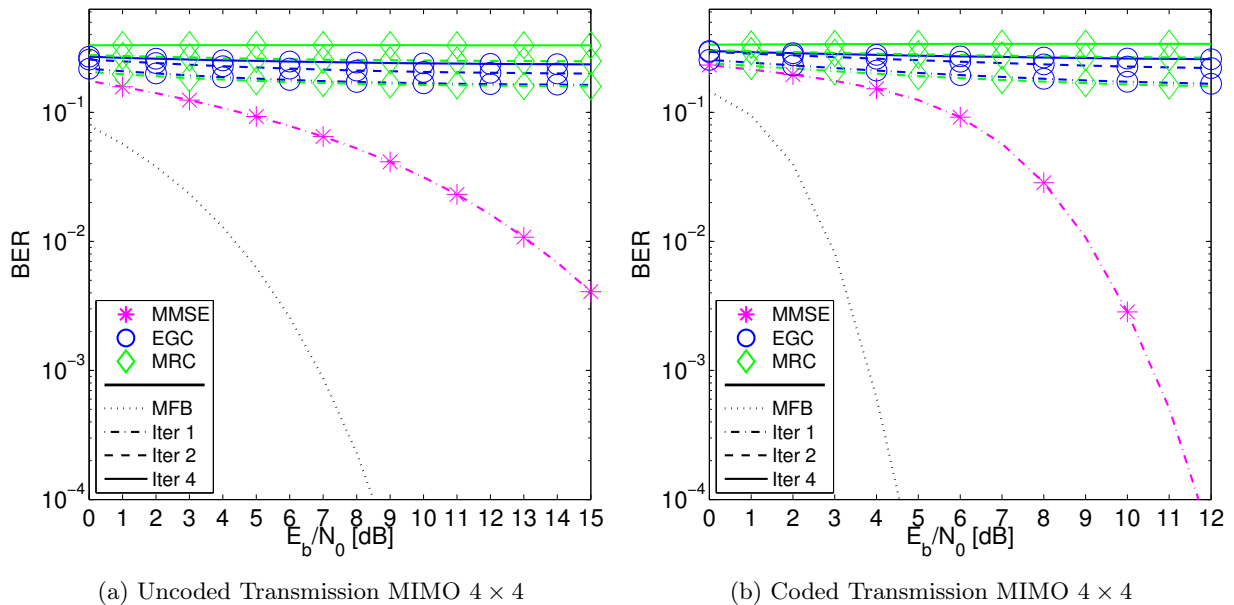 10⁻¹
10⁻²
10⁻³
10⁻⁴
BER
MMSE
EGC
MRC
MFB
Iter 1
Iter 2
Iter 4
0 1 2 3 4 5 6 7 8 9 10 11 12 13 14 15
E_b/N_0 [dB]
(a) Uncoded Transmission MIMO 4 × 4
10⁻¹
10⁻²
10⁻³
10⁻⁴
BER
MMSE
EGC
MRC
MFB
Iter 1
Iter 2
Iter 4
0 1 2 3 4 5 6 7 8 9 10 11 12
E_b/N_0 [dB]
(b) Coded Transmission MIMO 4 × 4